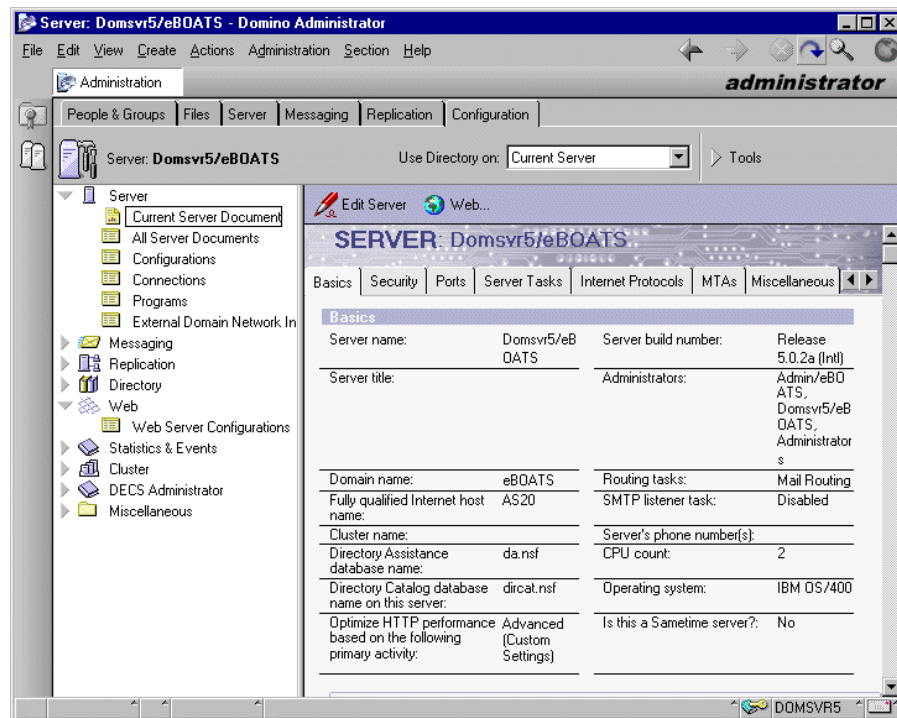 Server: Domsvr5/eBOATS - Domino Administrator
File Edit View Create Actions Administration Section Help
Administration
administrator
People & Groups Files Server Messaging Replication Configuration
Server: Domsvr5/eBOATS Use Directory on: Current Server Tools
Server
Current Server Document
All Server Documents
Configurations
Connections
Programs
External Domain Network In
Messaging
Replication
Directory
Web
Web Server Configurations
Statistics & Events
Cluster
DECS Administrator
Miscellaneous
Edit Server Web...
SERVER: Domsvr5/eBOATS
Basics Security Ports Server Tasks Internet Protocols MTAs Miscellaneous
Basics
Server name: Domsvr5/eB Server build number: Release
OATS 5.0.2a (Intl)
Server title: Administrators: Admin/eBO
ATS,
Domsvr5/eB
OATS,
Administrator
s
Domain name: eBOATS Routing tasks: Mail Routing
Fully qualified Internet host AS20 SMTP listener task: Disabled
name:
Cluster name: Server's phone number(s):
Directory Assistance da.nsf CPU count: 2
database name:
Directory Catalog database dircat.nsf Operating system: IBM OS/400
name on this server:
Optimize HTTP performance Advanced Is this a Sametime server?: No
based on the following (Custom
primary activity: Settings)
DOMSVR5